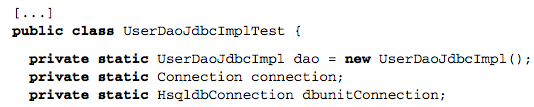 [...]
public class UserDaoJdbcImplTest {
private static UserDaoJdbcImpl dao = new UserDaoJdbcImpl();
private static Connection connection;
private static HsqldbConnection dbunitConnection;